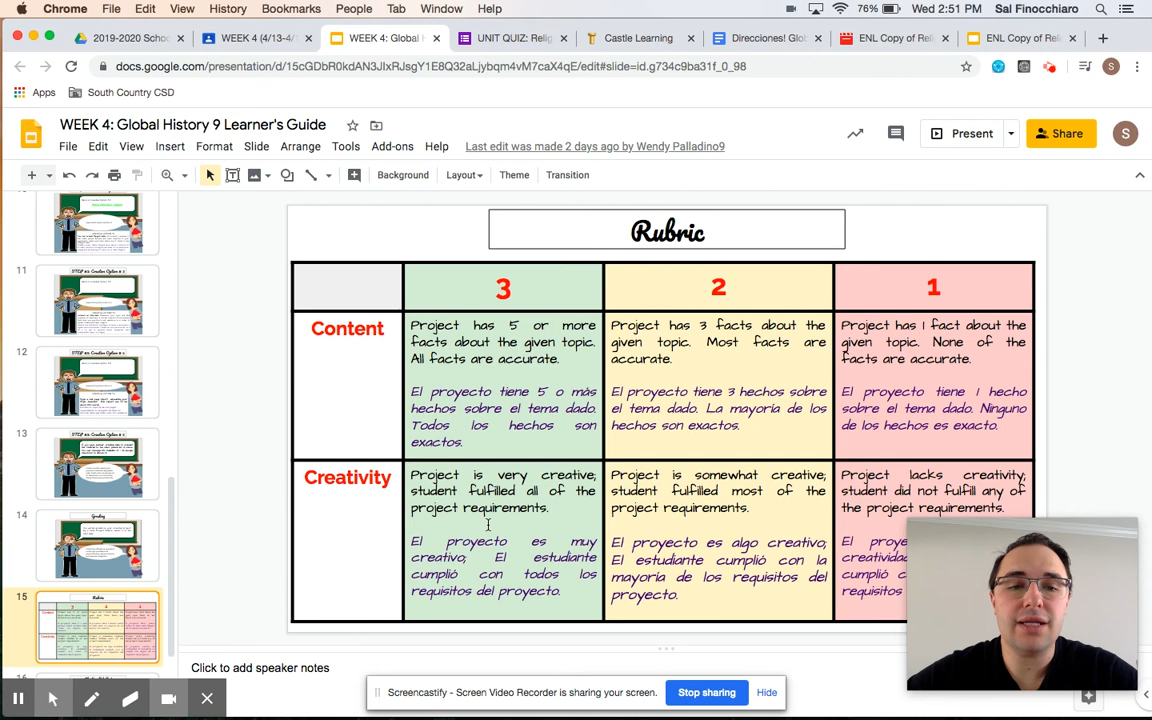 Chrome File Edit View History Bookmarks People Tab Window Help 76% Wed 2:51 PM Sal Finocchiaro
2019-2020 Scho WEEK 4 (4/13-4/ WEEK 4: Global H UNIT QUIZ: Relig Castle Learning Direcciones! Glob ENL Copy of Reli ENL Copy of Reli
docs.google.com/presentation/d/15cGDbR0kdAN3JIxRJsgY1E8Q32aLjybqm4vM7caX4qE/edit#slide=id.g734c9ba31f_0_98
Apps South Country CSD
WEEK 4: Global History 9 Learner's Guide
File Edit View Insert Format Slide Arrange Tools Add-ons Help Last edit was made 2 days ago by Wendy Palladino9
Present Share S
Background Layout Theme Transition
11
12
13
14
15
Rubric
3 2 1
Content
Project has 5 or more
facts about the given topic.
All facts are accurate.
El proyecto tiene 5 o más
hechos sobre el tema dado.
Todos los hechos son
exactos.
Project has 3 facts about the
given topic. Most facts are
accurate.
El proyecto tiene 3 hechos sobre
el tema dado. La mayoría de los
hechos son exactos.
Project has 1 fact about the
given topic. None of the
facts are accurate.
El proyecto tiene 1 hecho
sobre el tema dado. Ninguno
de los hechos es exacto.
Creativity
Project is very creative;
student fulfilled all of the
project requirements.
El proyecto es muy
creativo; El estudiante
cumplió con todos los
requisitos del proyecto.
Project is somewhat creative;
student fulfilled most of the
project requirements.
El proyecto es algo creativo;
El estudiante cumplió con la
mayoría de los requisitos del
proyecto.
Project lacks creativity;
student did not fulfill any of
the project requirements.
El proye
creativida
cumplió c
requisitos
Click to add speaker notes
Screencastify - Screen Video Recorder is sharing your screen. Stop sharing Hide